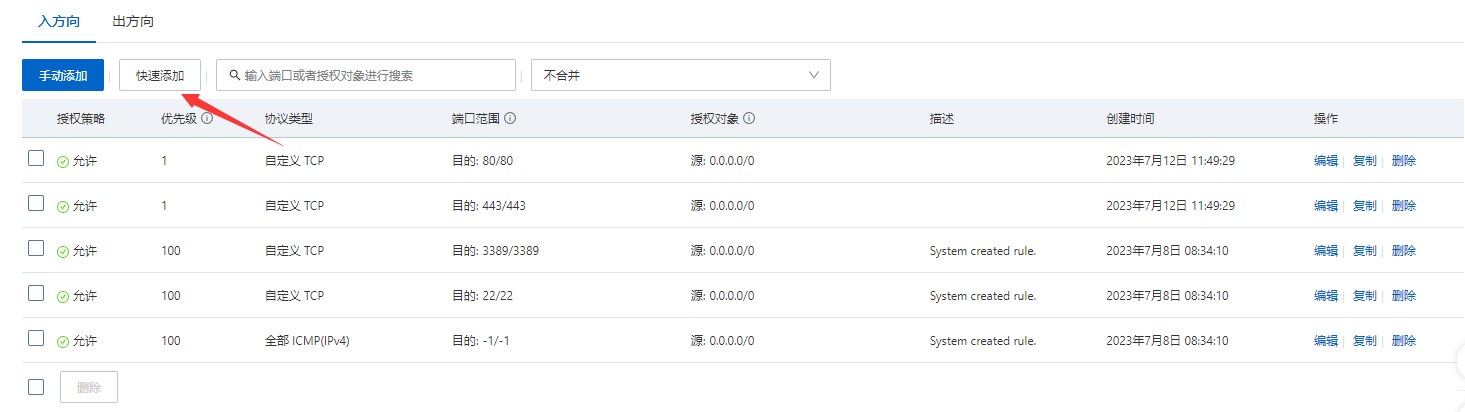 入方向 出方向
手动添加 快速添加 输入端口或者授权对象进行搜索 不合并
授权策略 优先级 协议类型 端口范围 授权对象 描述 创建时间 操作
允许 1 自定义 TCP 目的: 80/80 源: 0.0.0.0/0 2023年7月12日 11:49:29 编辑 复制 删除
允许 1 自定义 TCP 目的: 443/443 源: 0.0.0.0/0 2023年7月12日 11:49:29 编辑 复制 删除
允许 100 自定义 TCP 目的: 3389/3389 源: 0.0.0.0/0 System created rule. 2023年7月8日 08:34:10 编辑 复制 删除
允许 100 自定义 TCP 目的: 22/22 源: 0.0.0.0/0 System created rule. 2023年7月8日 08:34:10 编辑 复制 删除
允许 100 全部 ICMP(IPv4) 目的: -1/-1 源: 0.0.0.0/0 System created rule. 2023年7月8日 08:34:10 编辑 复制 删除
删除